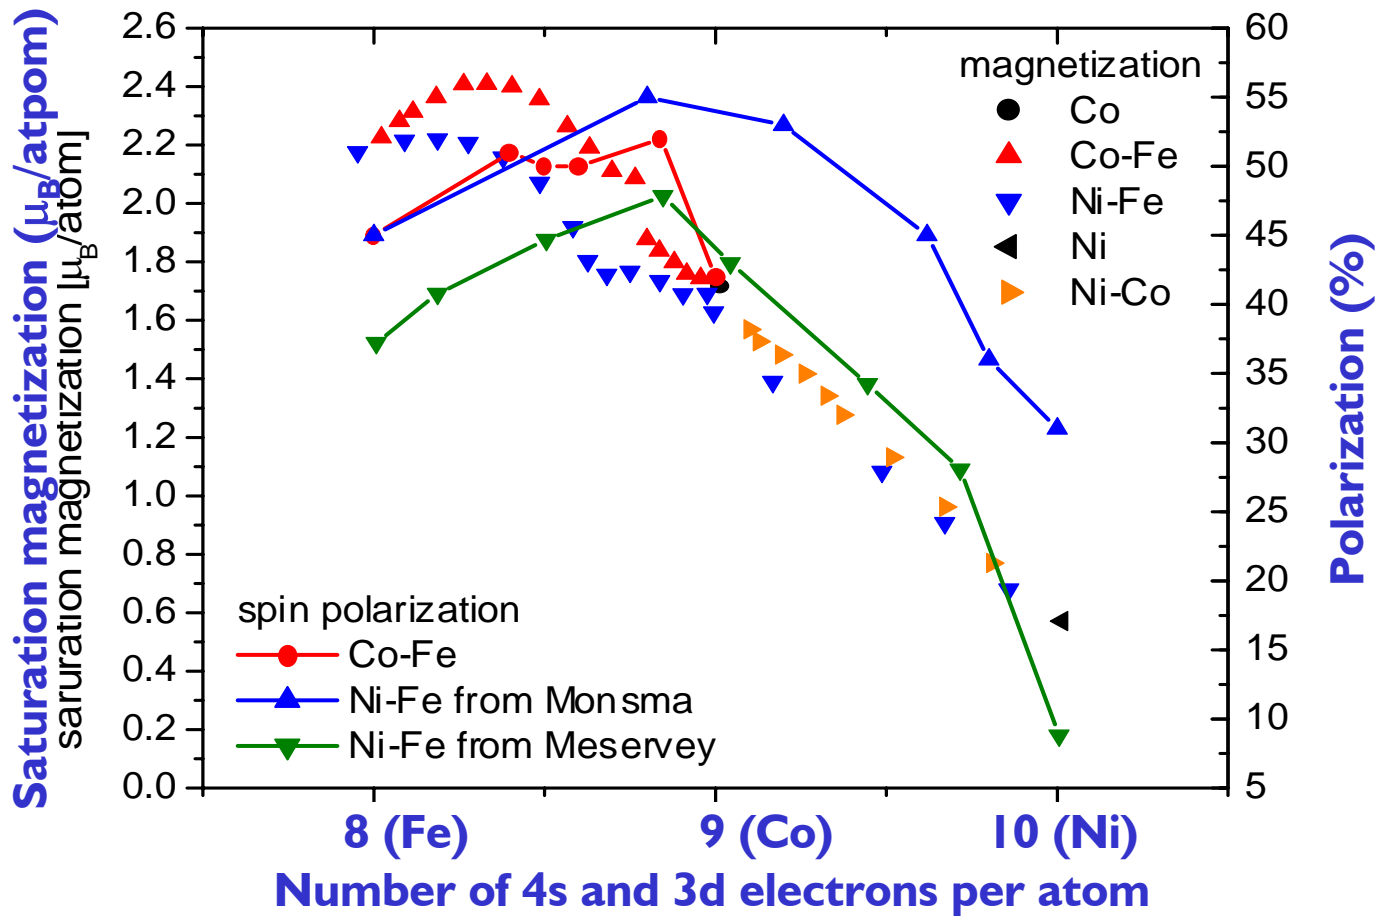 Saturation magnetization (μB/atpom)
saruration magnetization [μB/atom]
2.6
2.4
2.2
2.0
1.8
1.6
1.4
1.2
1.0
0.8
0.6
0.4
0.2
0.0
magnetization
Co
Co-Fe
Ni-Fe
Ni
Ni-Co
spin polarization
Co-Fe
Ni-Fe from Monsma
Ni-Fe from Meservey
60
55
50
45
40
35
30
25
20
15
10
5
Polarization (%)
8 (Fe) 9 (Co) 10 (Ni)
Number of 4s and 3d electrons per atom